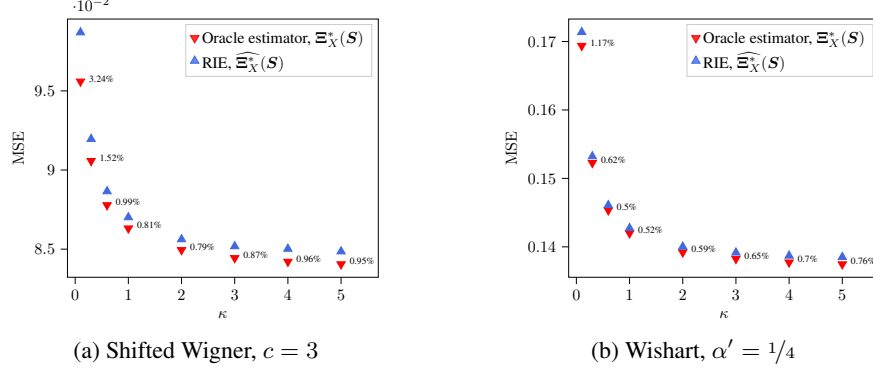 ·10⁻²
Oracle estimator, Ξ*_X(S)
RIE, \widehat{Ξ*_X}(S)
9.5
9
8.5
MSE
3.24%
1.52%
0.99%
0.81%
0.79%
0.87%
0.96%
0.95%
0 1 2 3 4 5
κ
(a) Shifted Wigner, c = 3
Oracle estimator, Ξ*_X(S)
RIE, \widehat{Ξ*_X}(S)
0.17
0.16
0.15
0.14
MSE
1.17%
0.62%
0.5%
0.52%
0.59%
0.65%
0.7%
0.76%
0 1 2 3 4 5
κ
(b) Wishart, α′ = 1/4